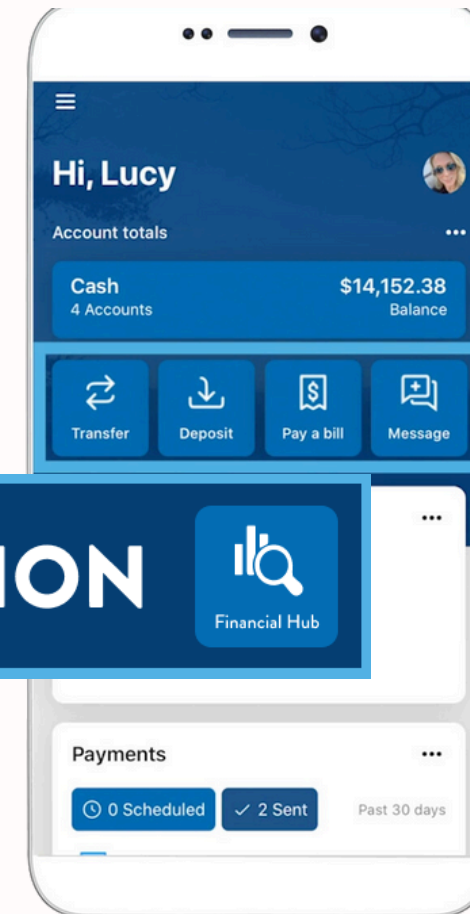 Hi, Lucy
Account totals
Cash $14,152.38
4 Accounts Balance
Transfer Deposit Pay a bill Message
ION
Financial Hub
Payments
0 Scheduled 2 Sent Past 30 days